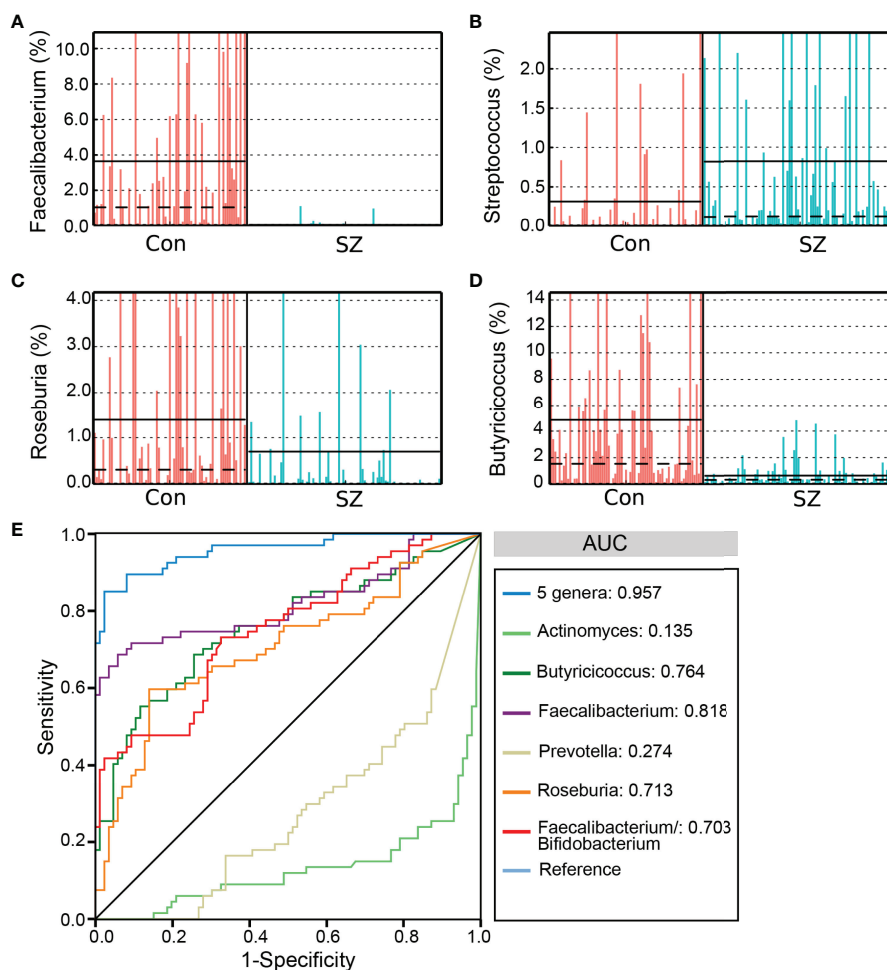 A
Faecalibacterium (%)
10.0
8.0
6.0
4.0
2.0
0.0
Con
SZ
B
Streptococcus (%)
2.0
1.5
1.0
0.5
0.0
Con
SZ
C
Roseburia (%)
4.0
3.0
2.0
1.0
0.0
Con
SZ
D
Butyricicoccus (%)
14
12
10
8
6
4
2
0
Con
SZ
E
Sensitivity
1.0
0.8
0.6
0.4
0.2
0.0
0.0
0.2
0.4
0.6
0.8
1.0
1-Specificity
AUC
5 genera: 0.957
Actinomyces: 0.135
Butyricicoccus: 0.764
Faecalibacterium: 0.818
Prevotella: 0.274
Roseburia: 0.713
Faecalibacterium/: 0.703
Bifidobacterium
Reference